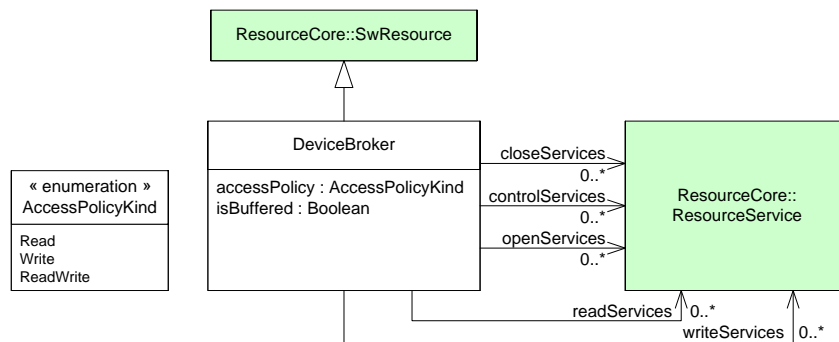 ResourceCore::SwResource
DeviceBroker
accessPolicy : AccessPolicyKind
isBuffered : Boolean
« enumeration »
AccessPolicyKind
Read
Write
ReadWrite
closeServices
0..*
controlServices
0..*
openServices
0..*
ResourceCore::
ResourceService
readServices
0..*
writeServices
0..*